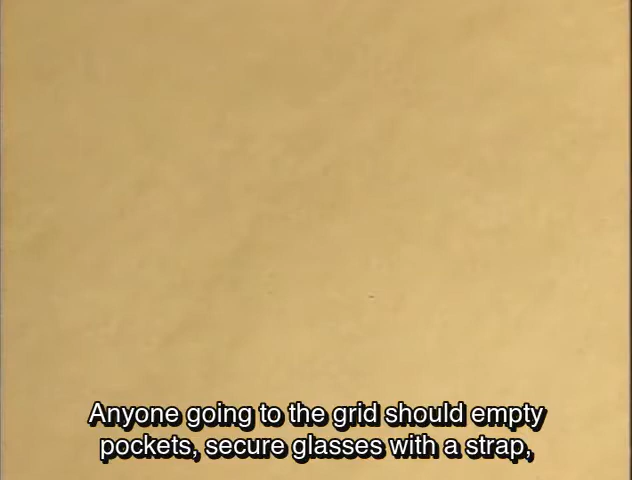 Anyone going to the grid should empty
pockets, secure glasses with a strap,